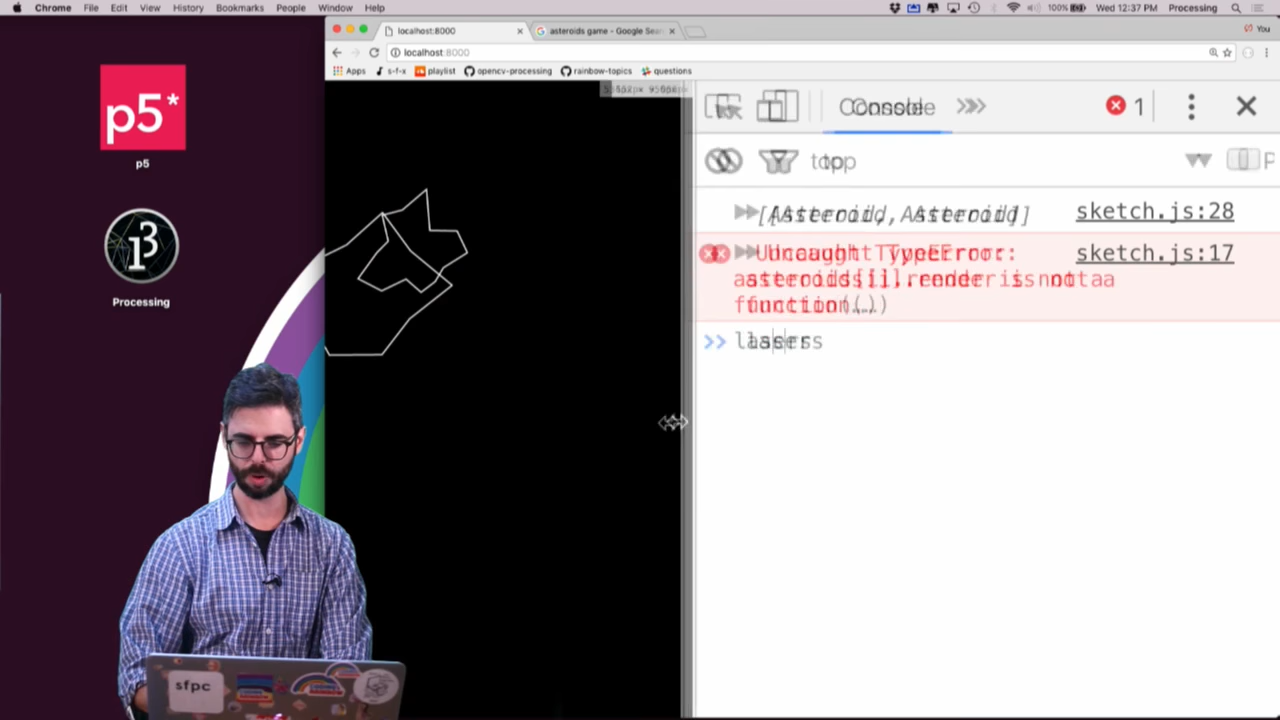 Chrome File Edit View History Bookmarks People Window Help 100% Wed 12:37 PM Processing
localhost:8000
asteroids game - Google Sea
You
localhost:8000
Apps s-f-x playlist opencv-processing rainbow-topics questions
p5*
p5
Processing
Console 1
top P
[Asteroid, Asteroid] sketch.js:28
Uncaught TypeError: sketch.js:17
asteroids[i].render is not a
function(…)
lasers
sfpc